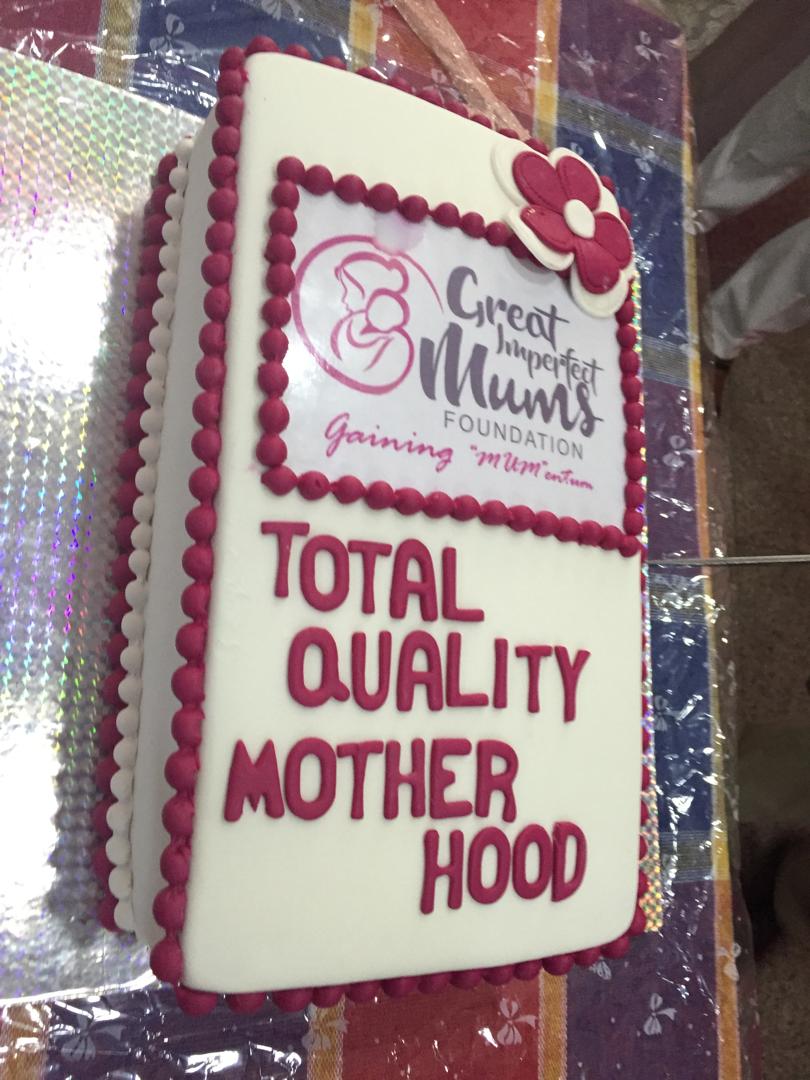 Great
Imperfect
Mums
FOUNDATION
Gaining "MUM"entum
TOTAL
QUALITY
MOTHER
HOOD